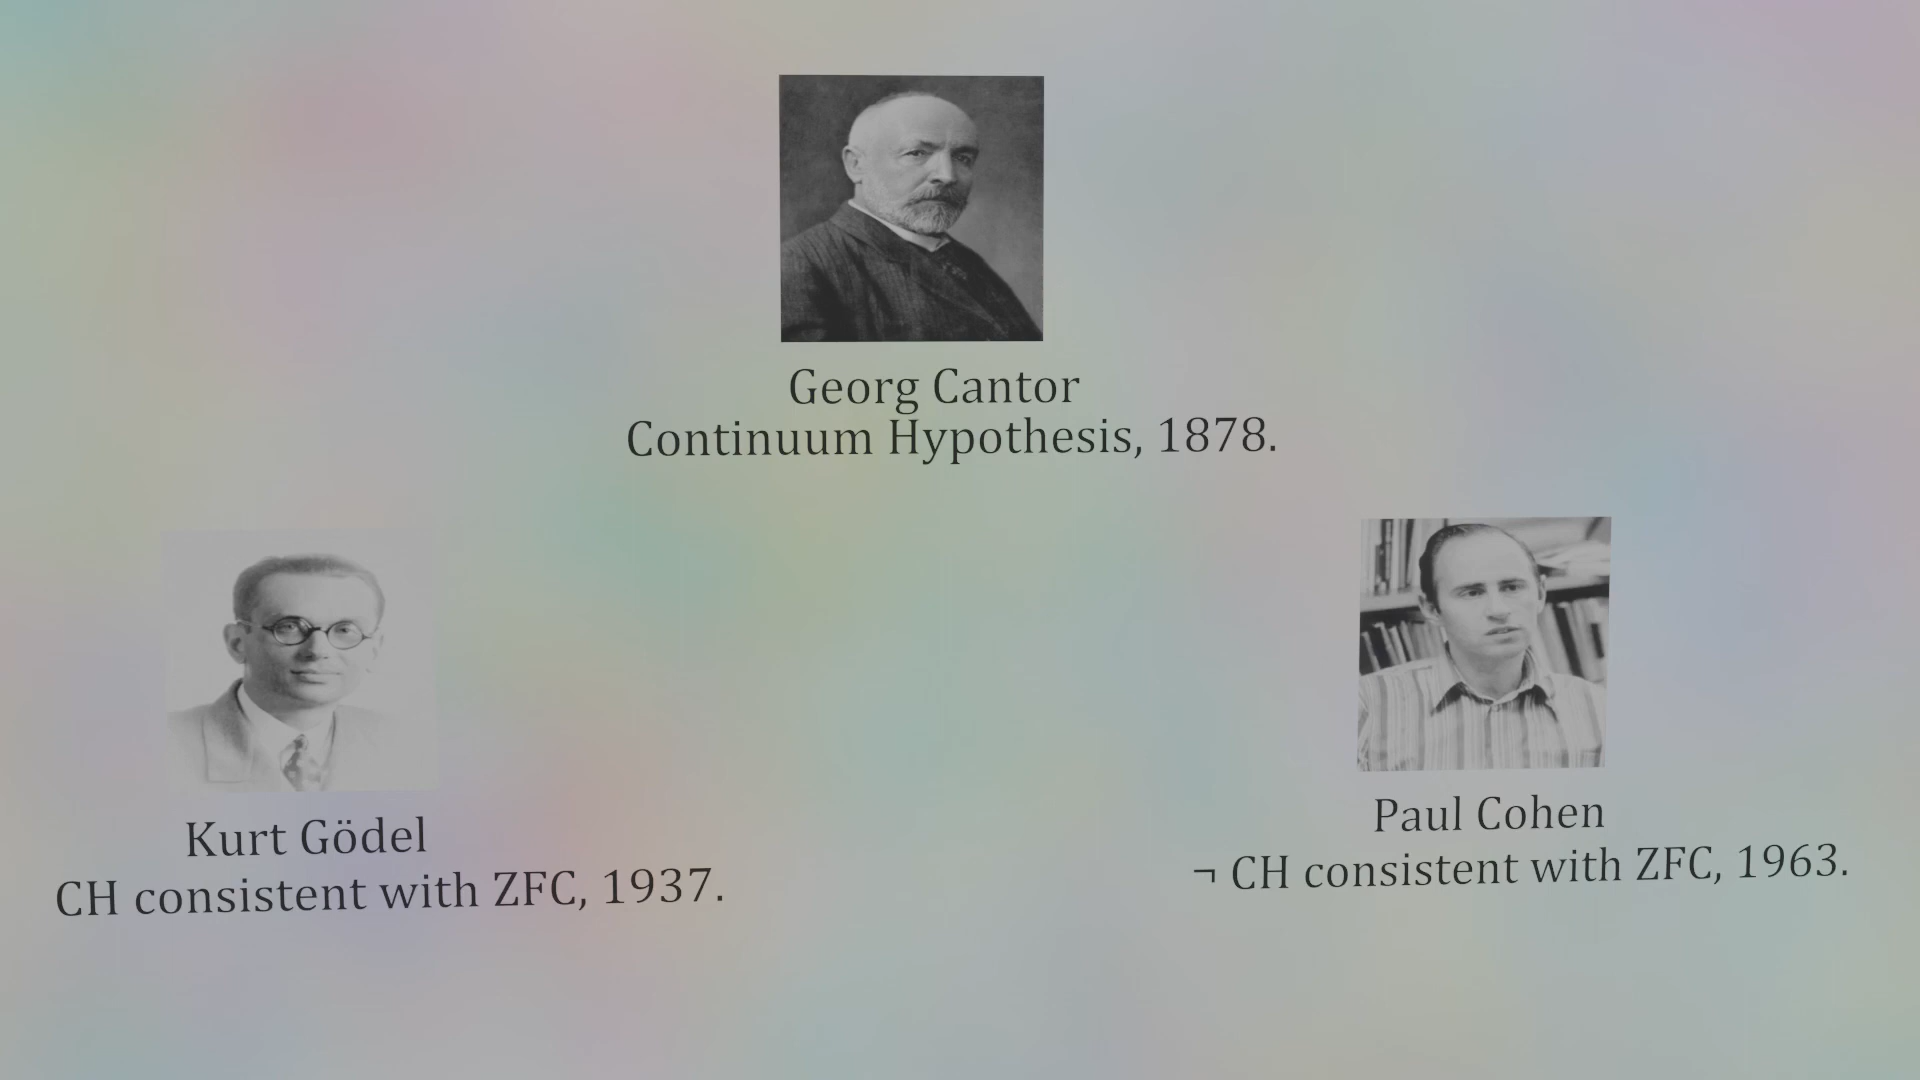 Georg Cantor
Continuum Hypothesis, 1878.
Kurt Gödel
CH consistent with ZFC, 1937.
Paul Cohen
¬ CH consistent with ZFC, 1963.